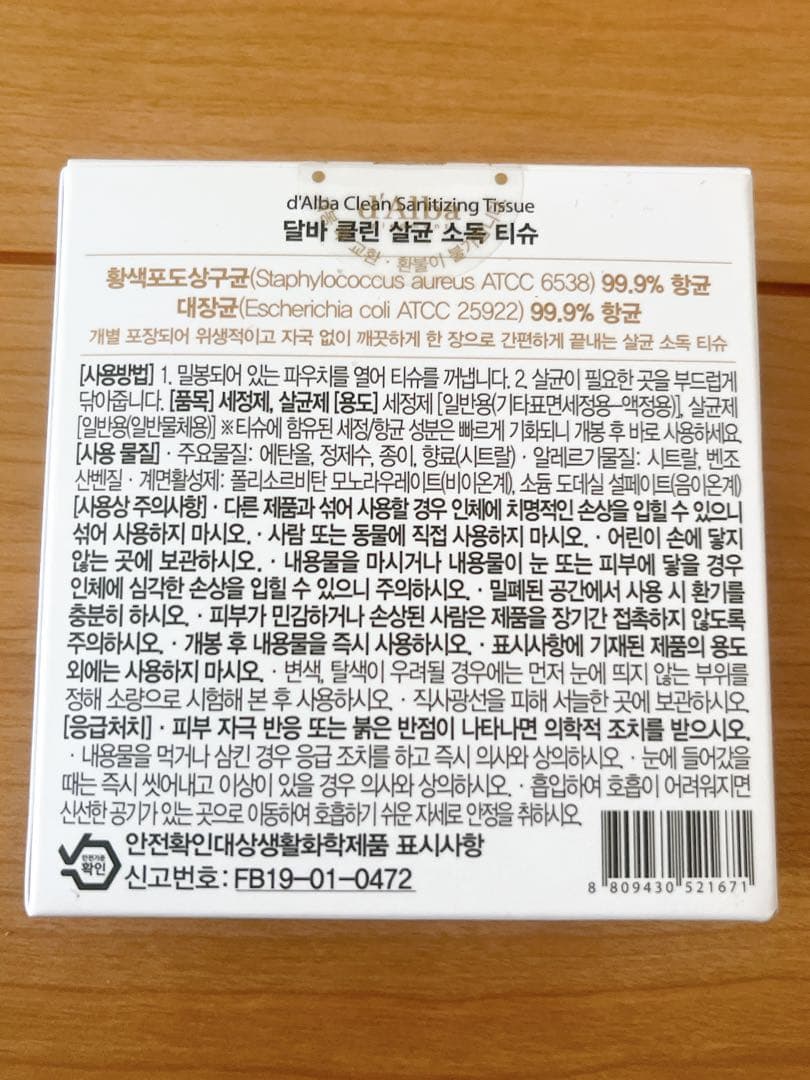 d'Alba
d'Alba Clean Sanitizing Tissue
달바 클린 살균 소독 티슈
교환·환불이 불가
황색포도상구균(Staphylococcus aureus ATCC 6538) 99.9% 항균
대장균(Escherichia coli ATCC 25922) 99.9% 항균
개별 포장되어 위생적이고 자국 없이 깨끗하게 한 장으로 간편하게 끝내는 살균 소독 티슈
[사용방법] 1. 밀봉되어 있는 파우치를 열어 티슈를 꺼냅니다. 2. 살균이 필요한 곳을 부드럽게
닦아줍니다. [품목] 세정제, 살균제 [용도] 세정제 [일반용(기타표면세정용-액정용)], 살균제
[일반용(일반물체용)] ※티슈에 함유된 세정/항균 성분은 빠르게 기화되니 개봉 후 바로 사용하세요.
[사용 물질] · 주요물질: 에탄올, 정제수, 종이, 향료(시트랄) · 알레르기물질: 시트랄, 벤조
산벤질 · 계면활성제: 폴리소르비탄 모노라우레이트(비이온계), 소듐 도데실 설페이트(음이온계)
[사용상 주의사항] · 다른 제품과 섞어 사용할 경우 인체에 치명적인 손상을 입힐 수 있으니
섞어 사용하지 마시오. · 사람 또는 동물에 직접 사용하지 마시오. · 어린이 손에 닿지
않는 곳에 보관하시오. · 내용물을 마시거나 내용물이 눈 또는 피부에 닿을 경우
인체에 심각한 손상을 입힐 수 있으니 주의하시오. · 밀폐된 공간에서 사용 시 환기를
충분히 하시오. · 피부가 민감하거나 손상된 사람은 제품을 장기간 접촉하지 않도록
주의하시오. · 개봉 후 내용물을 즉시 사용하시오. · 표시사항에 기재된 제품의 용도
외에는 사용하지 마시오. · 변색, 탈색이 우려될 경우에는 먼저 눈에 띄지 않는 부위를
정해 소량으로 시험해 본 후 사용하시오. · 직사광선을 피해 서늘한 곳에 보관하시오.
[응급처치] · 피부 자극 반응 또는 붉은 반점이 나타나면 의학적 조치를 받으시오.
· 내용물을 먹거나 삼킨 경우 응급 조치를 하고 즉시 의사와 상의하시오. · 눈에 들어갔을
때는 즉시 씻어내고 이상이 있을 경우 의사와 상의하시오. · 흡입하여 호흡이 어려워지면
신선한 공기가 있는 곳으로 이동하여 호흡하기 쉬운 자세로 안정을 취하시오.
안전기준
확인
안전확인대상생활화학제품 표시사항
신고번호: FB19-01-0472
8 809430 521671